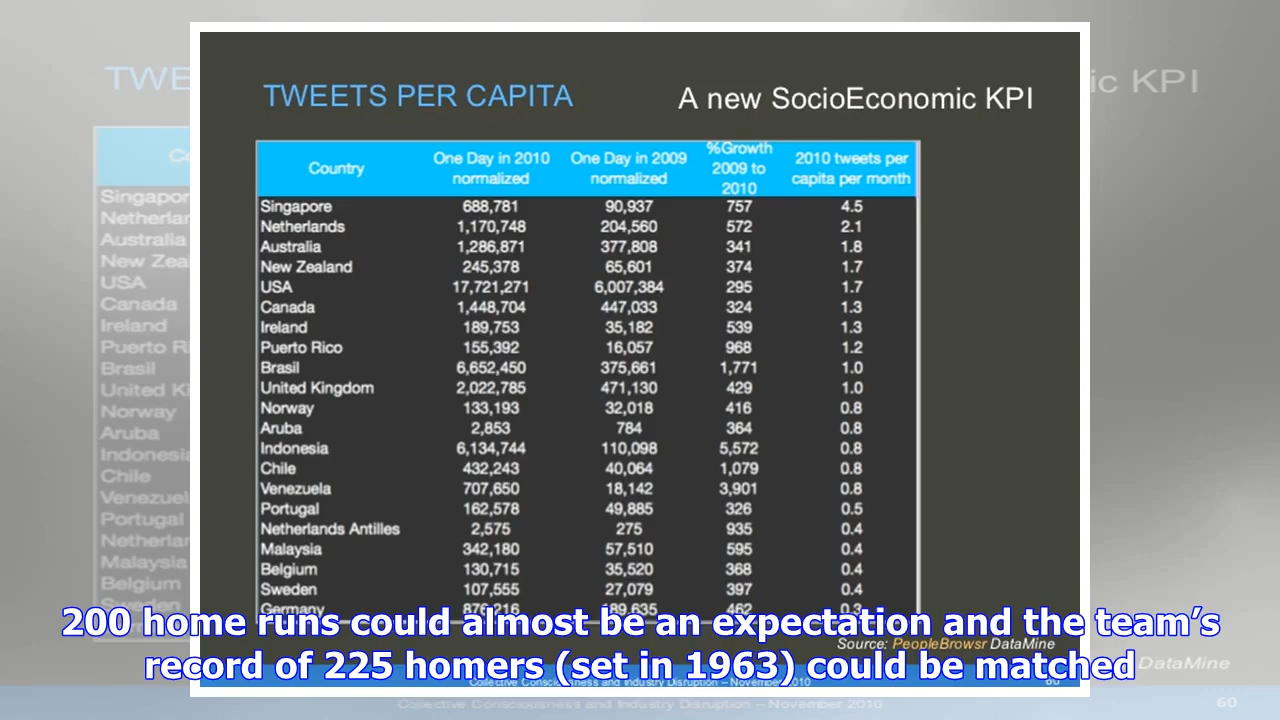 TWEETS PER CAPITA A new SocioEconomic KPI
Country One Day in 2010 normalized One Day in 2009 normalized %Growth 2009 to 2010 2010 tweets per capita per month
Singapore 688,781 90,937 757 4.5
Netherlands 1,170,748 204,560 572 2.1
Australia 1,286,871 377,808 341 1.8
New Zealand 245,378 65,601 374 1.7
USA 17,721,271 6,007,384 295 1.7
Canada 1,448,704 447,033 324 1.3
Ireland 189,753 35,182 539 1.3
Puerto Rico 155,392 16,057 968 1.2
Brasil 6,652,450 375,661 1,771 1.0
United Kingdom 2,022,785 471,130 429 1.0
Norway 133,193 32,018 416 0.8
Aruba 2,853 784 364 0.8
Indonesia 6,134,744 110,098 5,572 0.8
Chile 432,243 40,064 1,079 0.8
Venezuela 707,650 18,142 3,901 0.8
Portugal 162,578 49,885 326 0.5
Netherlands Antilles 2,575 275 935 0.4
Malaysia 342,180 57,510 595 0.4
Belgium 130,715 35,520 368 0.4
Sweden 107,555 27,079 397 0.4
Germany 462
200 home runs could almost be an expectation and the team’s
Source: PeopleBrowsr DataMine
record of 225 homers (set in 1963) could be matched
Collective Consciousness and Industry Disruption – November 2010 60